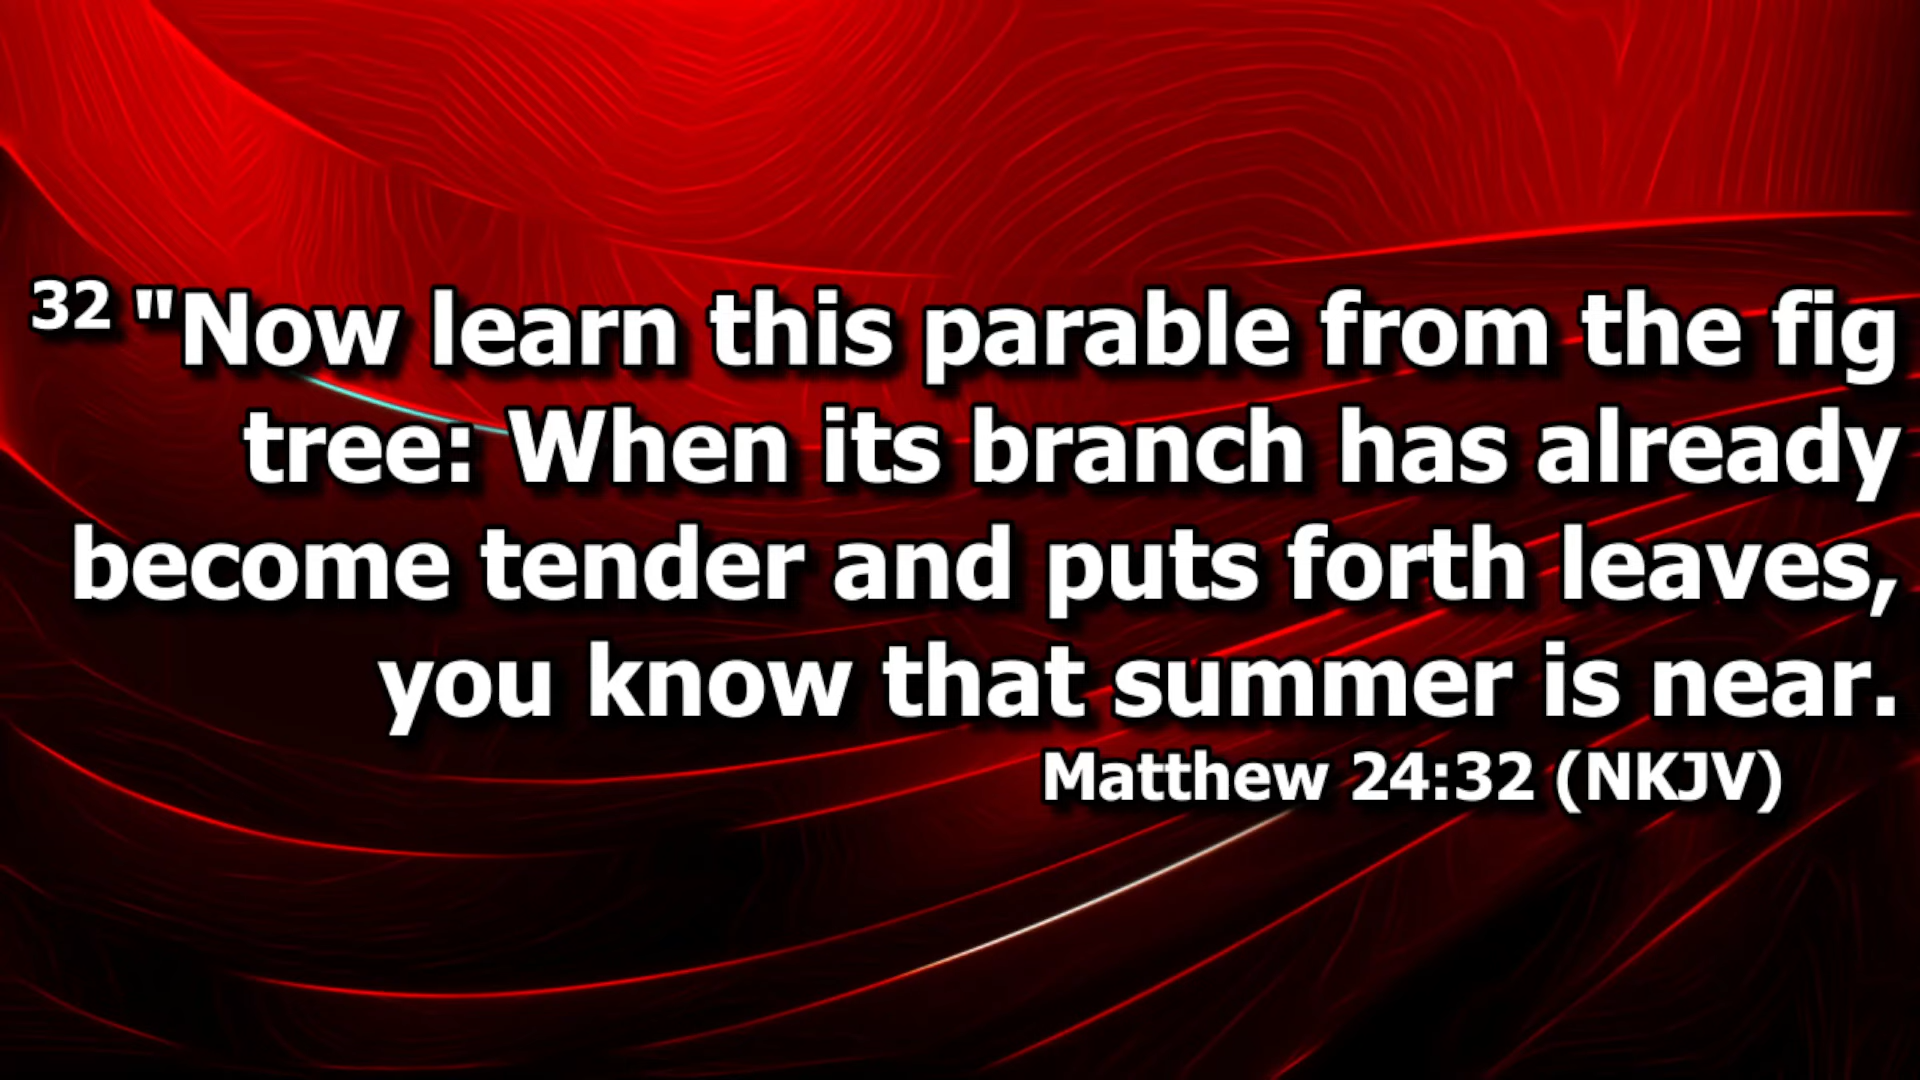 32 "Now learn this parable from the fig
tree: When its branch has already
become tender and puts forth leaves,
you know that summer is near.
Matthew 24:32 (NKJV)